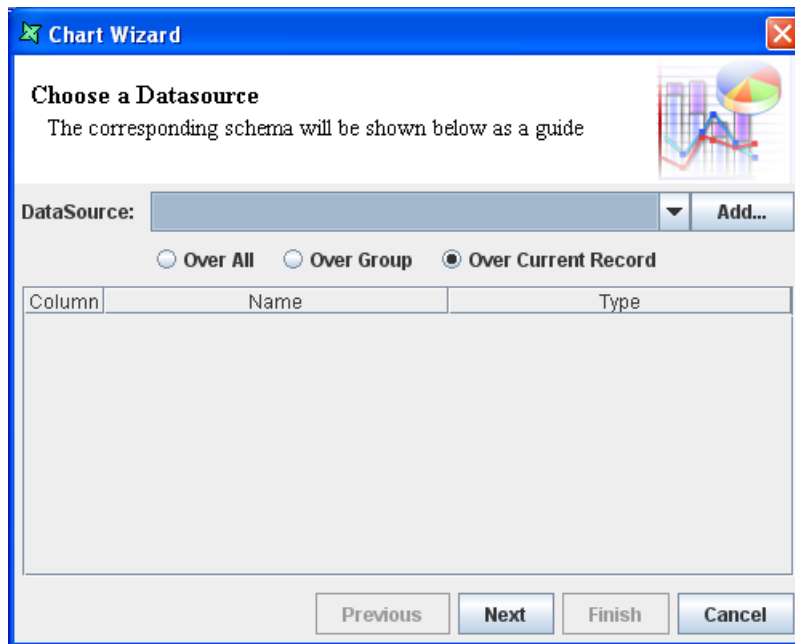 Chart Wizard
Choose a Datasource
The corresponding schema will be shown below as a guide
DataSource: Add...
Over All Over Group Over Current Record
Column Name Type
Previous Next Finish Cancel